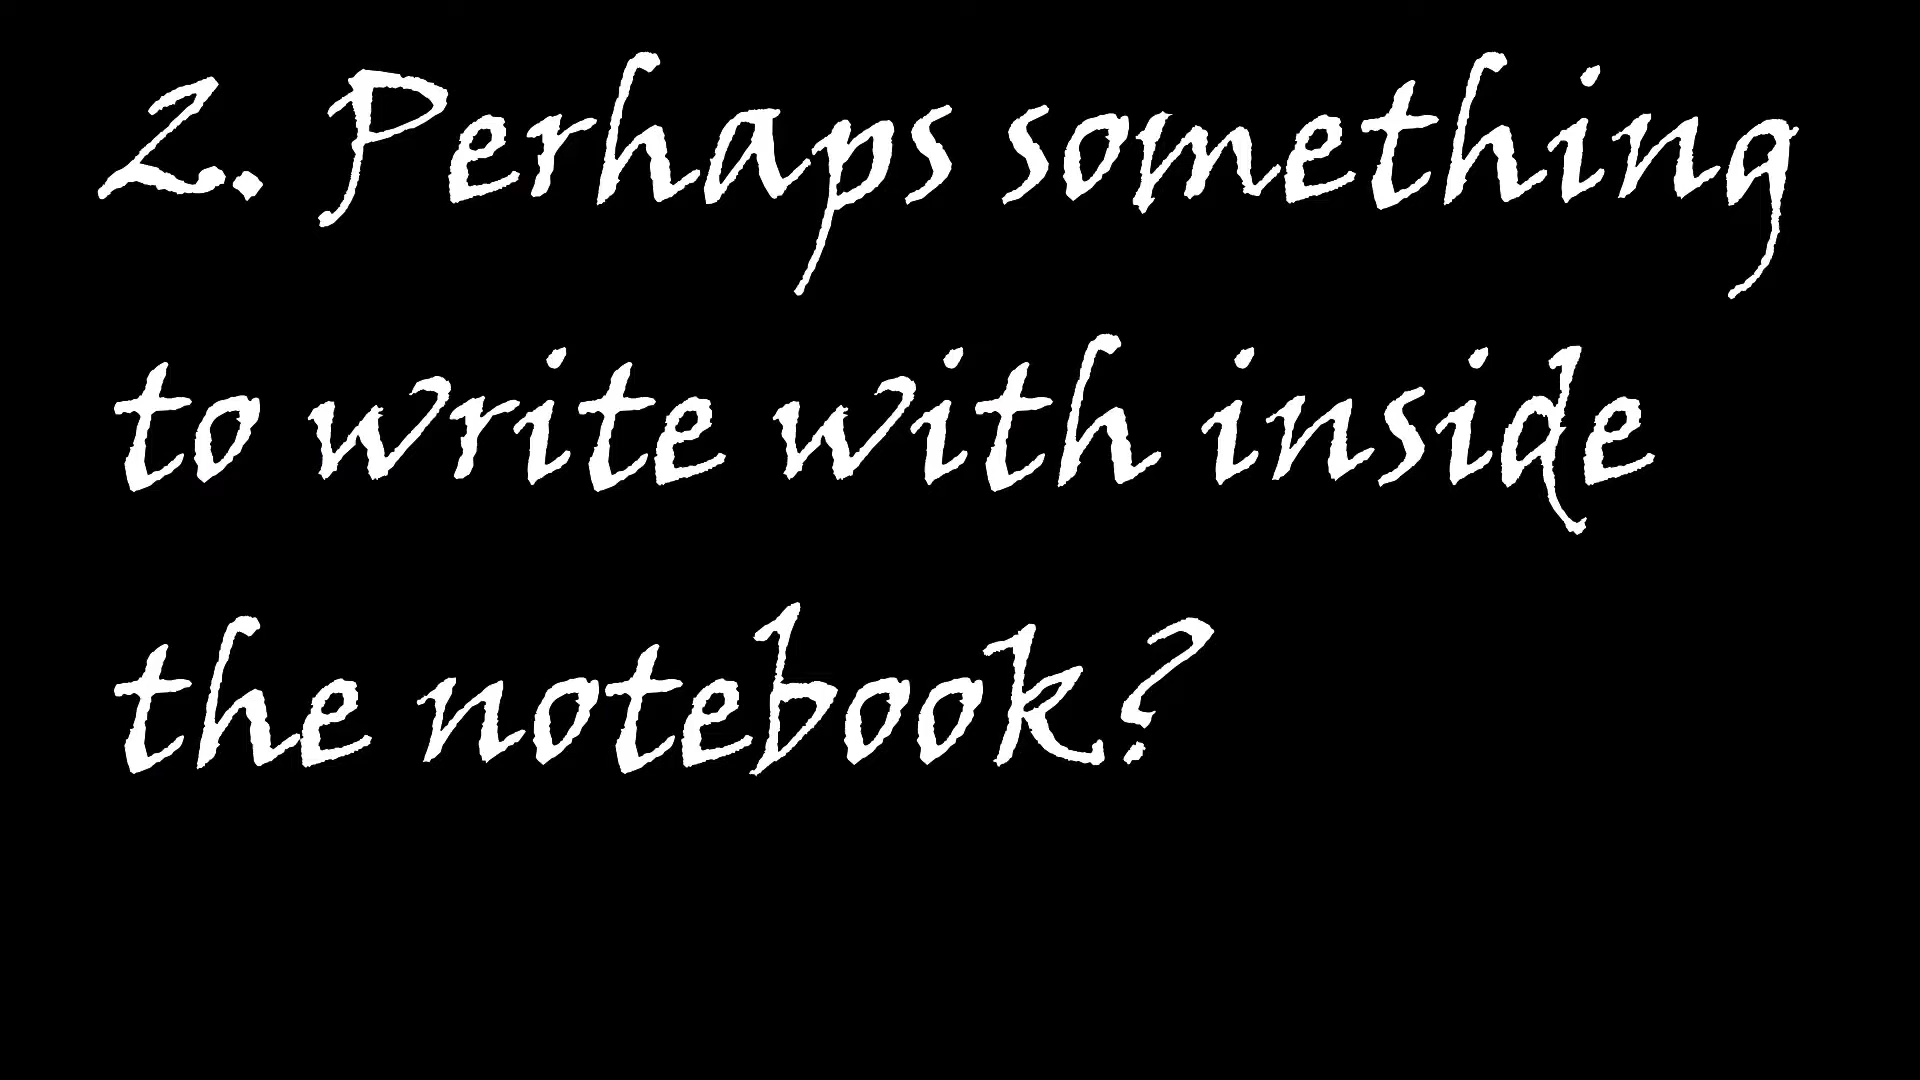 2. Perhaps something
to write with inside
the notebook?